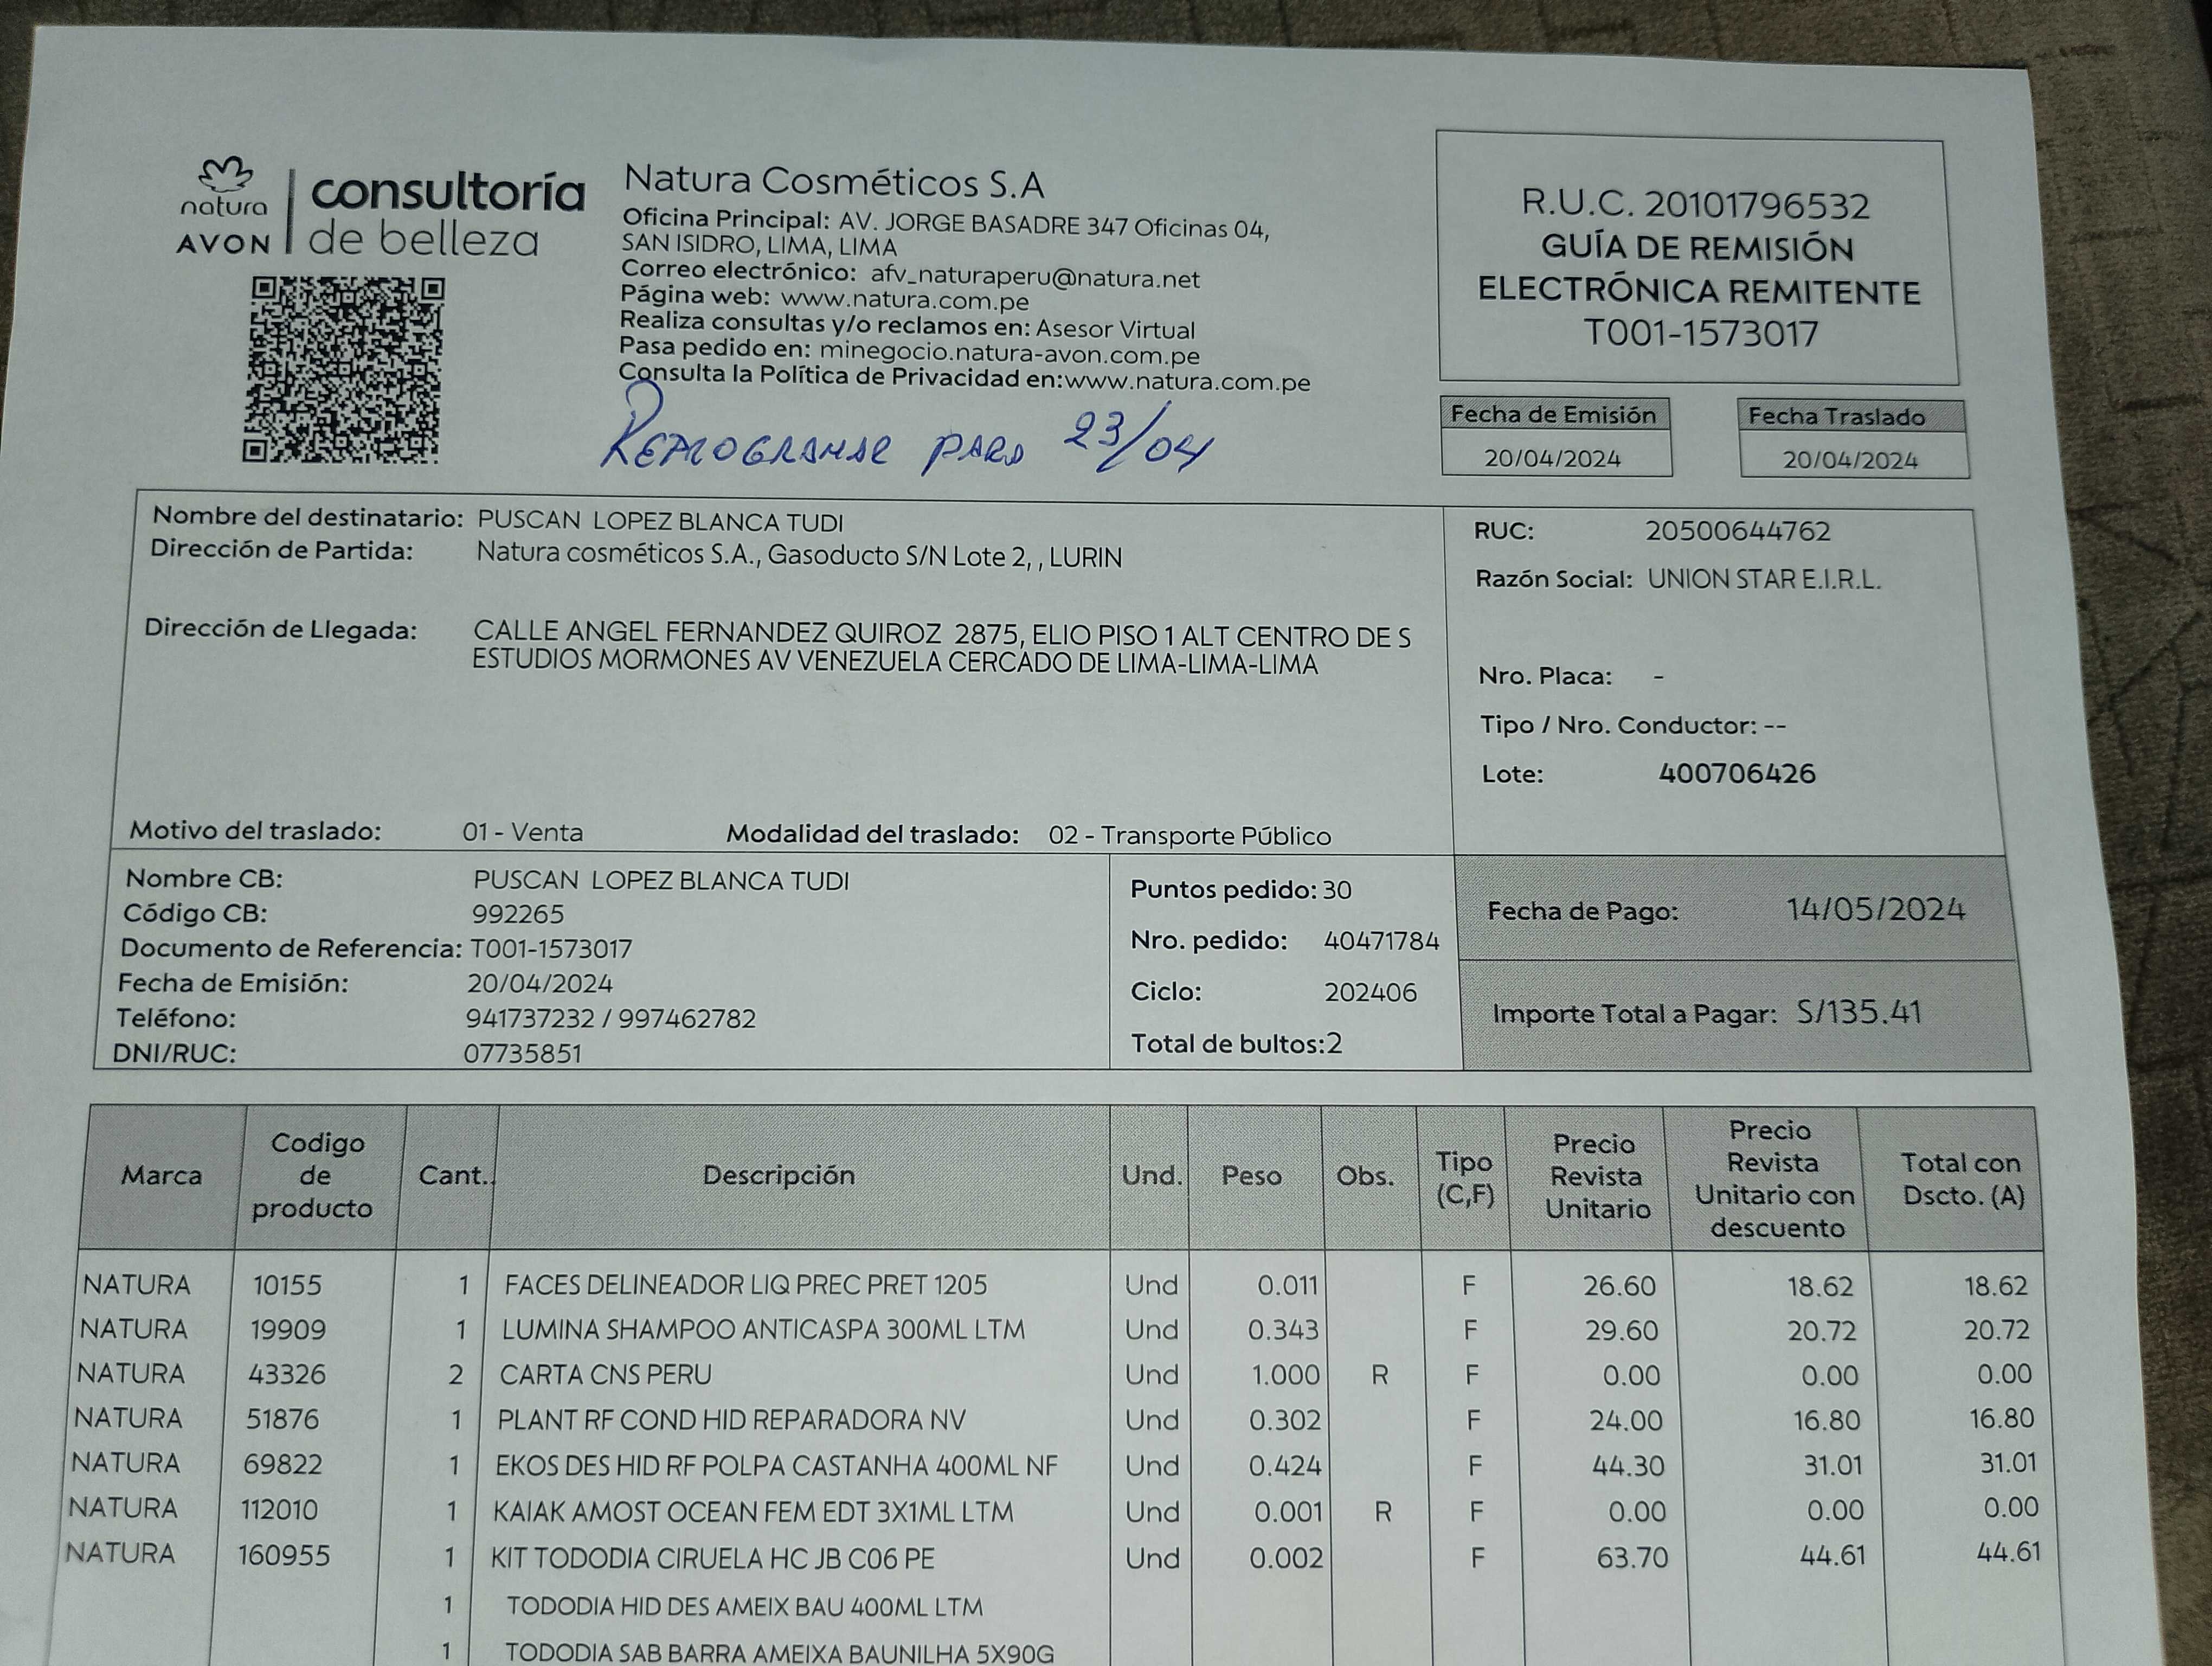 natura
AVON
consultoría
de belleza
Natura Cosméticos S.A
Oficina Principal: AV. JORGE BASADRE 347 Oficinas 04,
SAN ISIDRO, LIMA, LIMA
Correo electrónico: afv_naturaperu@natura.net
Página web: www.natura.com.pe
Realiza consultas y/o reclamos en: Asesor Virtual
Pasa pedido en: minegocio.natura-avon.com.pe
Consulta la Política de Privacidad en:www.natura.com.pe
R.U.C. 20101796532
GUÍA DE REMISIÓN
ELECTRÓNICA REMITENTE
T001-1573017
Fecha de Emisión
20/04/2024
Fecha Traslado
20/04/2024
para 23/04
Nombre del destinatario: PUSCAN LOPEZ BLANCA TUDI
Dirección de Partida: Natura cosméticos S.A., Gasoducto S/N Lote 2, , LURIN
Dirección de Llegada: CALLE ANGEL FERNANDEZ QUIROZ 2875, ELIO PISO 1 ALT CENTRO DE S
ESTUDIOS MORMONES AV VENEZUELA CERCADO DE LIMA-LIMA-LIMA
Motivo del traslado: 01 - Venta Modalidad del traslado: 02 - Transporte Público
RUC: 20500644762
Razón Social: UNION STAR E.I.R.L.
Nro. Placa: -
Tipo / Nro. Conductor: --
Lote: 400706426
Nombre CB: PUSCAN LOPEZ BLANCA TUDI
Código CB: 992265
Documento de Referencia: T001-1573017
Fecha de Emisión: 20/04/2024
Teléfono: 941737232 / 997462782
DNI/RUC: 07735851
Puntos pedido: 30
Nro. pedido: 40471784
Ciclo: 202406
Total de bultos:2
Fecha de Pago: 14/05/2024
Importe Total a Pagar: S/135.41
Marca
Codigo
de
producto
Cant.
Descripción
Und.
Peso
Obs.
Tipo
(C,F)
Precio
Revista
Unitario
Precio
Revista
Unitario con
descuento
Total con
Dscto. (A)
NATURA 10155 1 FACES DELINEADOR LIQ PREC PRET 1205 Und 0.011 F 26.60 18.62 18.62
NATURA 19909 1 LUMINA SHAMPOO ANTICASPA 300ML LTM Und 0.343 F 29.60 20.72 20.72
NATURA 43326 2 CARTA CNS PERU Und 1.000 R F 0.00 0.00 0.00
NATURA 51876 1 PLANT RF COND HID REPARADORA NV Und 0.302 F 24.00 16.80 16.80
NATURA 69822 1 EKOS DES HID RF POLPA CASTANHA 400ML NF Und 0.424 F 44.30 31.01 31.01
NATURA 112010 1 KAIAK AMOST OCEAN FEM EDT 3X1ML LTM Und 0.001 R F 0.00 0.00 0.00
NATURA 160955 1 KIT TODODIA CIRUELA HC JB C06 PE Und 0.002 F 63.70 44.61 44.61
1 TODODIA HID DES AMEIX BAU 400ML LTM
1 TODODIA SAB BARRA AMEIXA BAUNILHA 5X90G